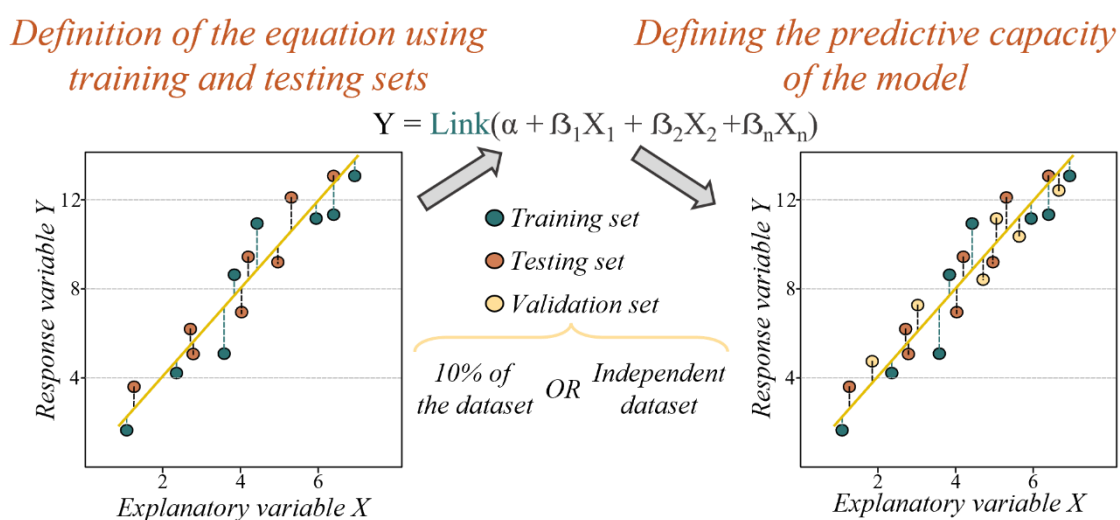 Definition of the equation using
training and testing sets
Defining the predictive capacity
of the model
Y = Link(α + ß₁X₁ + ß₂X₂ +ßₙXₙ)
Response variable Y
12
8
4
2
4
6
Explanatory variable X
Training set
Testing set
Validation set
10% of
the dataset
OR
Independent
dataset
Response variable Y
12
8
4
2
4
6
Explanatory variable X